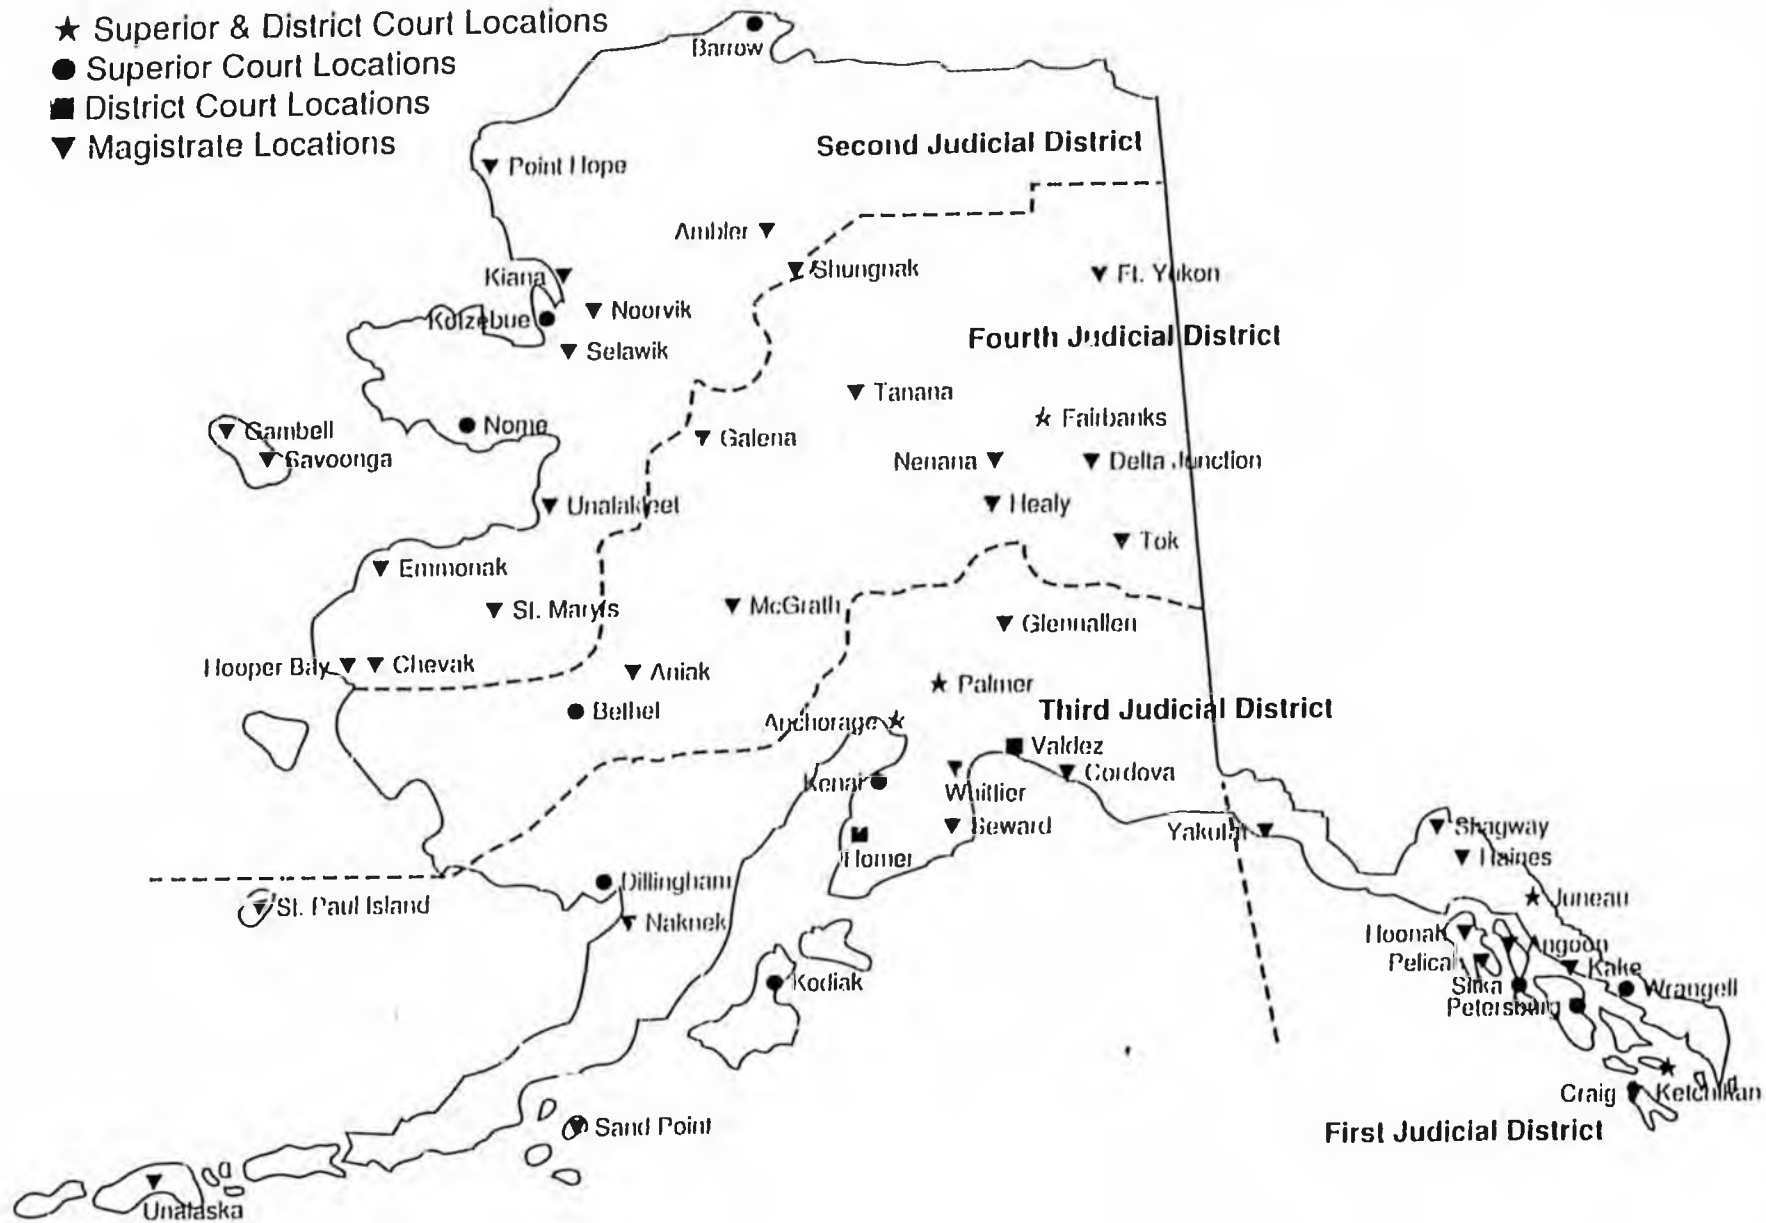 ★ Superior & District Court Locations
● Superior Court Locations
■ District Court Locations
▼ Magistrate Locations
Barrow
Second Judicial District
Point Hope
Ambler
Shungnak
Kiana
Ft. Yukon
Noorvik
Kotzebue
Fourth Judicial District
Selawik
Tanana
Fairbanks
Nome
Gambell
Galena
Savoonga
Nenana
Delta Junction
Unalakleet
Healy
Tok
Emmonak
McGrath
St. Mary's
Glennallen
Hooper Bay
Chevak
Aniak
Palmer
Bethel
Third Judicial District
Anchorage
Valdez
Cordova
Kenai
Whittier
Seward
Yakutat
Skagway
Homer
Haines
Dillingham
Juneau
St. Paul Island
Naknek
Hoonah
Angoon
Pelican
Kake
Kodiak
Sitka
Wrangell
Petersburg
Craig
Ketchikan
Sand Point
First Judicial District
Unalaska